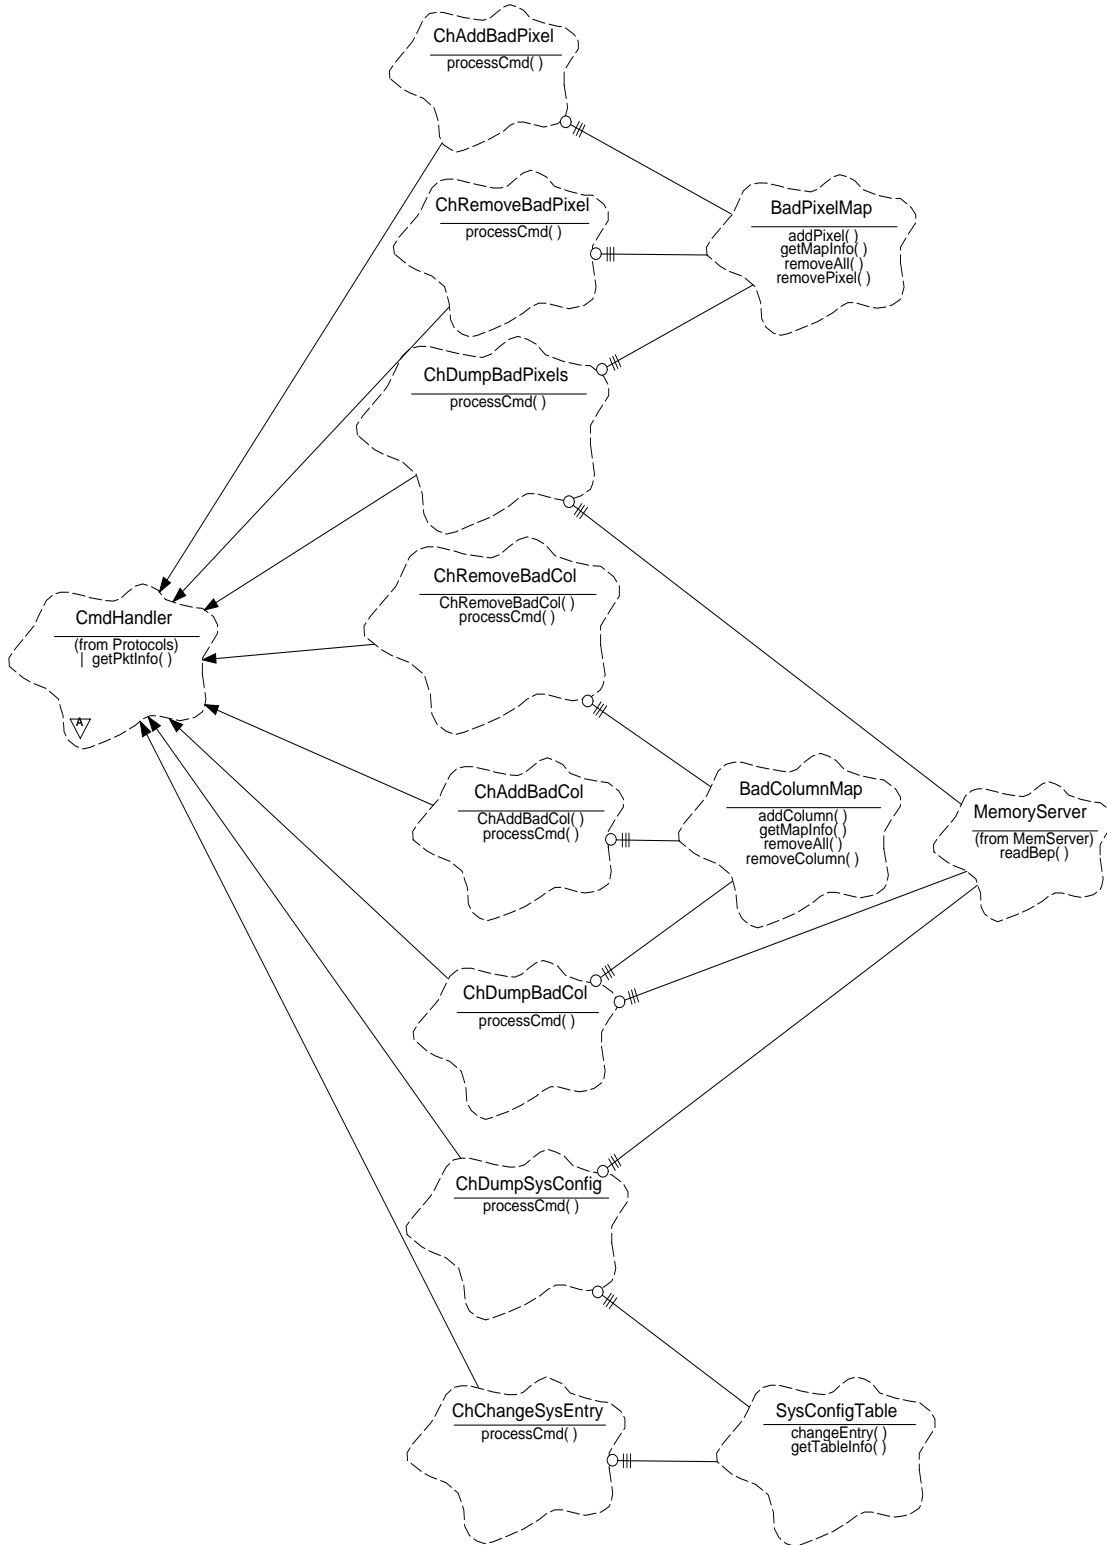 ChAddBadPixel
processCmd( )
ChRemoveBadPixel
processCmd( )
BadPixelMap
addPixel( )
getMapInfo( )
removeAll( )
removePixel( )
ChDumpBadPixels
processCmd( )
ChRemoveBadCol
ChRemoveBadCol( )
processCmd( )
CmdHandler
(from Protocols)
| getPktInfo( )
A
ChAddBadCol
ChAddBadCol( )
processCmd( )
BadColumnMap
addColumn( )
getMapInfo( )
removeAll( )
removeColumn( )
MemoryServer
(from MemServer)
readBep( )
ChDumpBadCol
processCmd( )
ChDumpSysConfig
processCmd( )
ChChangeSysEntry
processCmd( )
SysConfigTable
changeEntry( )
getTableInfo( )